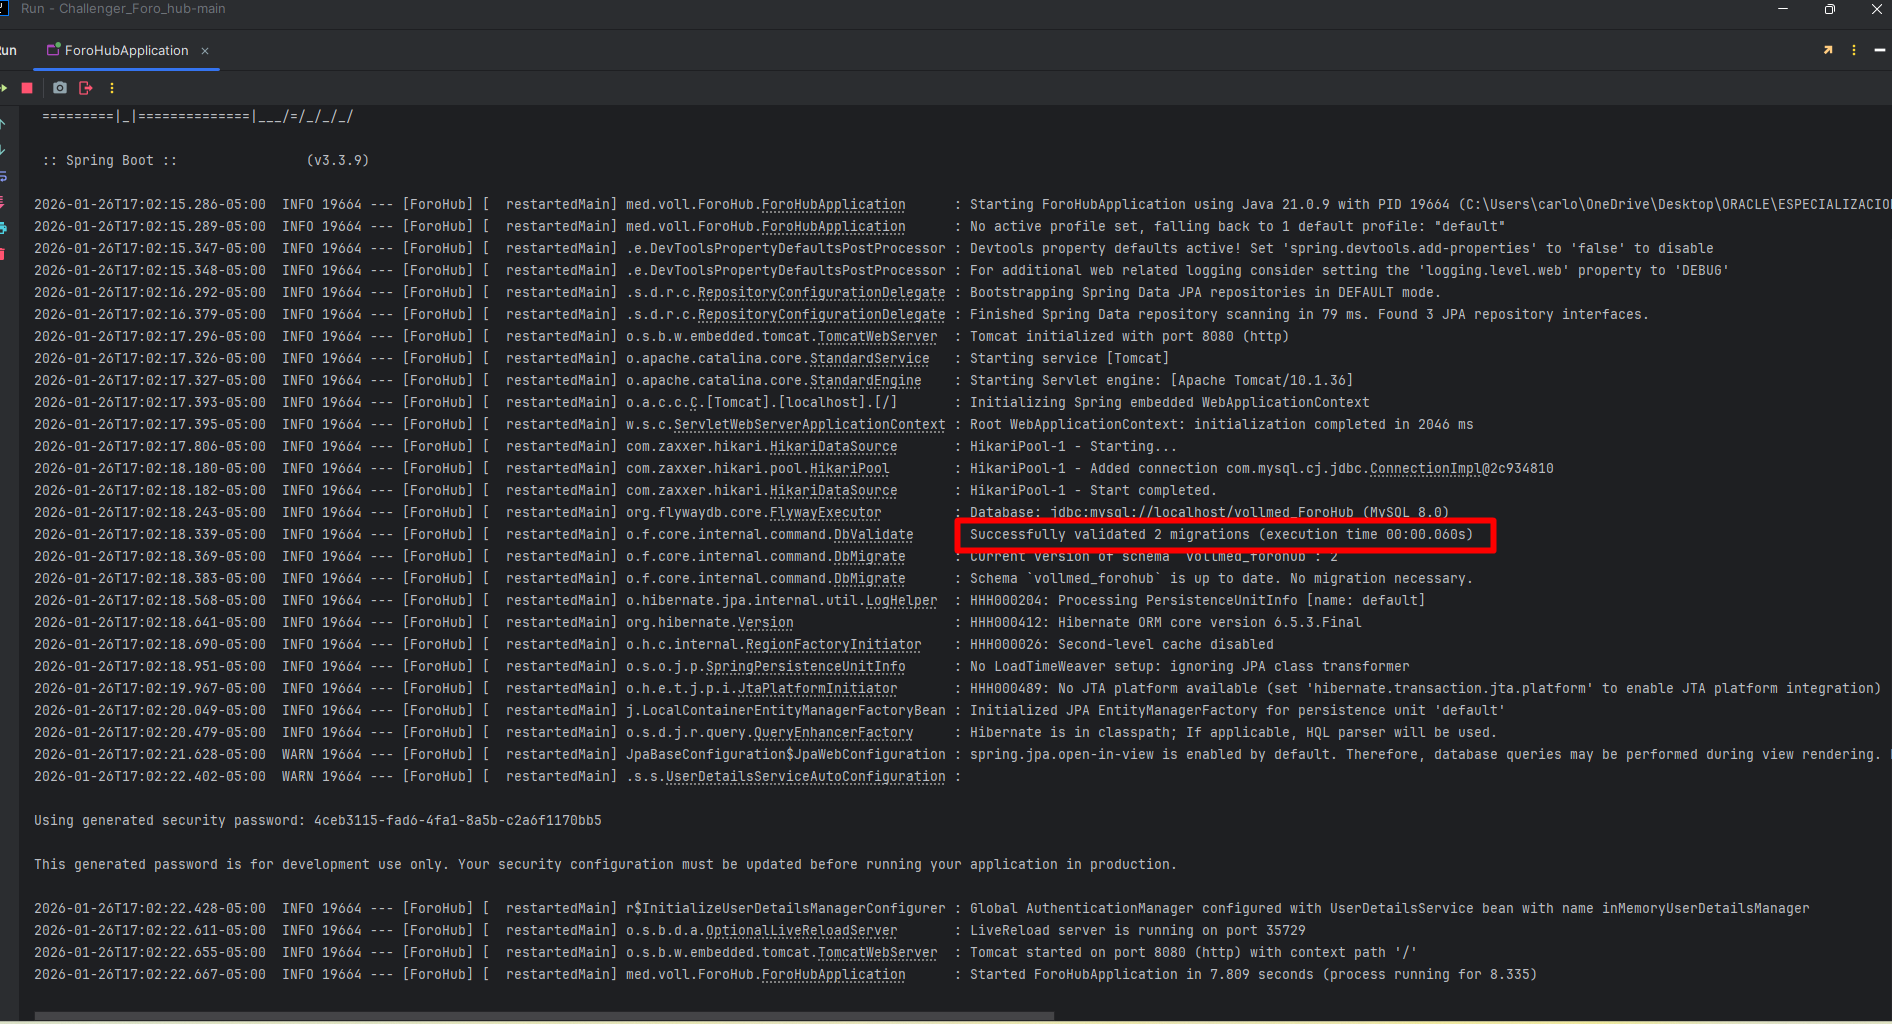 Run - Challenger_Foro_hub-main
Run ForoHubApplication ×
=========|_|==============|___/=/_/_/_/
:: Spring Boot :: (v3.3.9)
2026-01-26T17:02:15.286-05:00 INFO 19664 --- [ForoHub] [ restartedMain] med.voll.ForoHub.ForoHubApplication : Starting ForoHubApplication using Java 21.0.9 with PID 19664 (C:\Users\carlo\OneDrive\Desktop\ORACLE\ESPECIALIZACIO
2026-01-26T17:02:15.289-05:00 INFO 19664 --- [ForoHub] [ restartedMain] med.voll.ForoHub.ForoHubApplication : No active profile set, falling back to 1 default profile: "default"
2026-01-26T17:02:15.347-05:00 INFO 19664 --- [ForoHub] [ restartedMain] .e.DevToolsPropertyDefaultsPostProcessor : Devtools property defaults active! Set 'spring.devtools.add-properties' to 'false' to disable
2026-01-26T17:02:15.348-05:00 INFO 19664 --- [ForoHub] [ restartedMain] .e.DevToolsPropertyDefaultsPostProcessor : For additional web related logging consider setting the 'logging.level.web' property to 'DEBUG'
2026-01-26T17:02:16.292-05:00 INFO 19664 --- [ForoHub] [ restartedMain] .s.d.r.c.RepositoryConfigurationDelegate : Bootstrapping Spring Data JPA repositories in DEFAULT mode.
2026-01-26T17:02:16.379-05:00 INFO 19664 --- [ForoHub] [ restartedMain] .s.d.r.c.RepositoryConfigurationDelegate : Finished Spring Data repository scanning in 79 ms. Found 3 JPA repository interfaces.
2026-01-26T17:02:17.296-05:00 INFO 19664 --- [ForoHub] [ restartedMain] o.s.b.w.embedded.tomcat.TomcatWebServer : Tomcat initialized with port 8080 (http)
2026-01-26T17:02:17.326-05:00 INFO 19664 --- [ForoHub] [ restartedMain] o.apache.catalina.core.StandardService : Starting service [Tomcat]
2026-01-26T17:02:17.327-05:00 INFO 19664 --- [ForoHub] [ restartedMain] o.apache.catalina.core.StandardEngine : Starting Servlet engine: [Apache Tomcat/10.1.36]
2026-01-26T17:02:17.393-05:00 INFO 19664 --- [ForoHub] [ restartedMain] o.a.c.c.C.[Tomcat].[localhost].[/] : Initializing Spring embedded WebApplicationContext
2026-01-26T17:02:17.395-05:00 INFO 19664 --- [ForoHub] [ restartedMain] w.s.c.ServletWebServerApplicationContext : Root WebApplicationContext: initialization completed in 2046 ms
2026-01-26T17:02:17.806-05:00 INFO 19664 --- [ForoHub] [ restartedMain] com.zaxxer.hikari.HikariDataSource : HikariPool-1 - Starting...
2026-01-26T17:02:18.180-05:00 INFO 19664 --- [ForoHub] [ restartedMain] com.zaxxer.hikari.pool.HikariPool : HikariPool-1 - Added connection com.mysql.cj.jdbc.ConnectionImpl@2c934810
2026-01-26T17:02:18.182-05:00 INFO 19664 --- [ForoHub] [ restartedMain] com.zaxxer.hikari.HikariDataSource : HikariPool-1 - Start completed.
2026-01-26T17:02:18.243-05:00 INFO 19664 --- [ForoHub] [ restartedMain] org.flywaydb.core.FlywayExecutor : Database: jdbc:mysql://localhost/vollmed_ForoHub (MySQL 8.0)
2026-01-26T17:02:18.339-05:00 INFO 19664 --- [ForoHub] [ restartedMain] o.f.core.internal.command.DbValidate : Successfully validated 2 migrations (execution time 00:00.060s)
2026-01-26T17:02:18.369-05:00 INFO 19664 --- [ForoHub] [ restartedMain] o.f.core.internal.command.DbMigrate : Current version of schema `vollmed_forohub`: 2
2026-01-26T17:02:18.383-05:00 INFO 19664 --- [ForoHub] [ restartedMain] o.f.core.internal.command.DbMigrate : Schema `vollmed_forohub` is up to date. No migration necessary.
2026-01-26T17:02:18.568-05:00 INFO 19664 --- [ForoHub] [ restartedMain] o.hibernate.jpa.internal.util.LogHelper : HHH000204: Processing PersistenceUnitInfo [name: default]
2026-01-26T17:02:18.641-05:00 INFO 19664 --- [ForoHub] [ restartedMain] org.hibernate.Version : HHH000412: Hibernate ORM core version 6.5.3.Final
2026-01-26T17:02:18.690-05:00 INFO 19664 --- [ForoHub] [ restartedMain] o.h.c.internal.RegionFactoryInitiator : HHH000026: Second-level cache disabled
2026-01-26T17:02:18.951-05:00 INFO 19664 --- [ForoHub] [ restartedMain] o.s.o.j.p.SpringPersistenceUnitInfo : No LoadTimeWeaver setup: ignoring JPA class transformer
2026-01-26T17:02:19.967-05:00 INFO 19664 --- [ForoHub] [ restartedMain] o.h.e.t.j.p.i.JtaPlatformInitiator : HHH000489: No JTA platform available (set 'hibernate.transaction.jta.platform' to enable JTA platform integration)
2026-01-26T17:02:20.049-05:00 INFO 19664 --- [ForoHub] [ restartedMain] j.LocalContainerEntityManagerFactoryBean : Initialized JPA EntityManagerFactory for persistence unit 'default'
2026-01-26T17:02:20.479-05:00 INFO 19664 --- [ForoHub] [ restartedMain] o.s.d.j.r.query.QueryEnhancerFactory : Hibernate is in classpath; If applicable, HQL parser will be used.
2026-01-26T17:02:21.628-05:00 WARN 19664 --- [ForoHub] [ restartedMain] JpaBaseConfiguration$JpaWebConfiguration : spring.jpa.open-in-view is enabled by default. Therefore, database queries may be performed during view rendering.
2026-01-26T17:02:22.402-05:00 WARN 19664 --- [ForoHub] [ restartedMain] .s.s.UserDetailsServiceAutoConfiguration :
Using generated security password: 4ceb3115-fad6-4fa1-8a5b-c2a6f1170bb5
This generated password is for development use only. Your security configuration must be updated before running your application in production.
2026-01-26T17:02:22.428-05:00 INFO 19664 --- [ForoHub] [ restartedMain] r$InitializeUserDetailsManagerConfigurer : Global AuthenticationManager configured with UserDetailsService bean with name inMemoryUserDetailsManager
2026-01-26T17:02:22.611-05:00 INFO 19664 --- [ForoHub] [ restartedMain] o.s.b.d.a.OptionalLiveReloadServer : LiveReload server is running on port 35729
2026-01-26T17:02:22.655-05:00 INFO 19664 --- [ForoHub] [ restartedMain] o.s.b.w.embedded.tomcat.TomcatWebServer : Tomcat started on port 8080 (http) with context path '/'
2026-01-26T17:02:22.667-05:00 INFO 19664 --- [ForoHub] [ restartedMain] med.voll.ForoHub.ForoHubApplication : Started ForoHubApplication in 7.809 seconds (process running for 8.335)